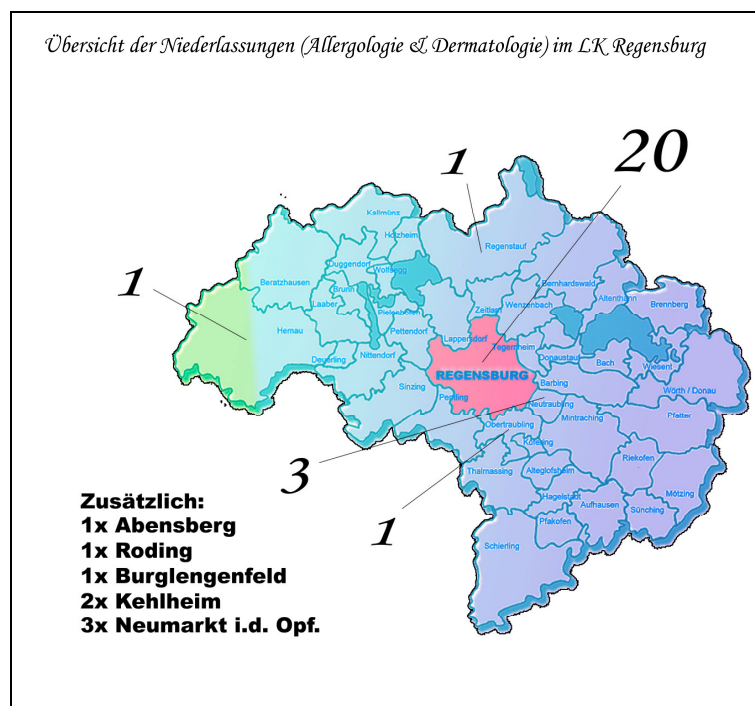 Übersicht der Niederlassungen (Allergologie & Dermatologie) im LK Regensburg
20
1
Kallmünz
Holzheim
Regenstauf
Duggendorf
Wolfsegg
Beratzhausen
Bernhardswald
Brunn
Altenthann
Brennberg
1
Laaber
Pielenhofen
Zeitlarn
Wenzenbach
Hemau
Pettendorf
Lappersdorf
Tegernheim
Deuerling
Nittendorf
Donaustauf
Bach
Wiesent
REGENSBURG
Sinzing
Barbing
Wörth / Donau
Pentling
Neutraubling
Mintraching
Pfatter
Obertraubling
Köfering
3
Thalmassing
Alteglofsheim
Riekofen
Hagelstadt
Mötzing
Aufhausen
Sünching
1
Pfakofen
Schierling
Zusätzlich:
1x Abensberg
1x Roding
1x Burglengenfeld
2x Kehlheim
3x Neumarkt i.d. Opf.